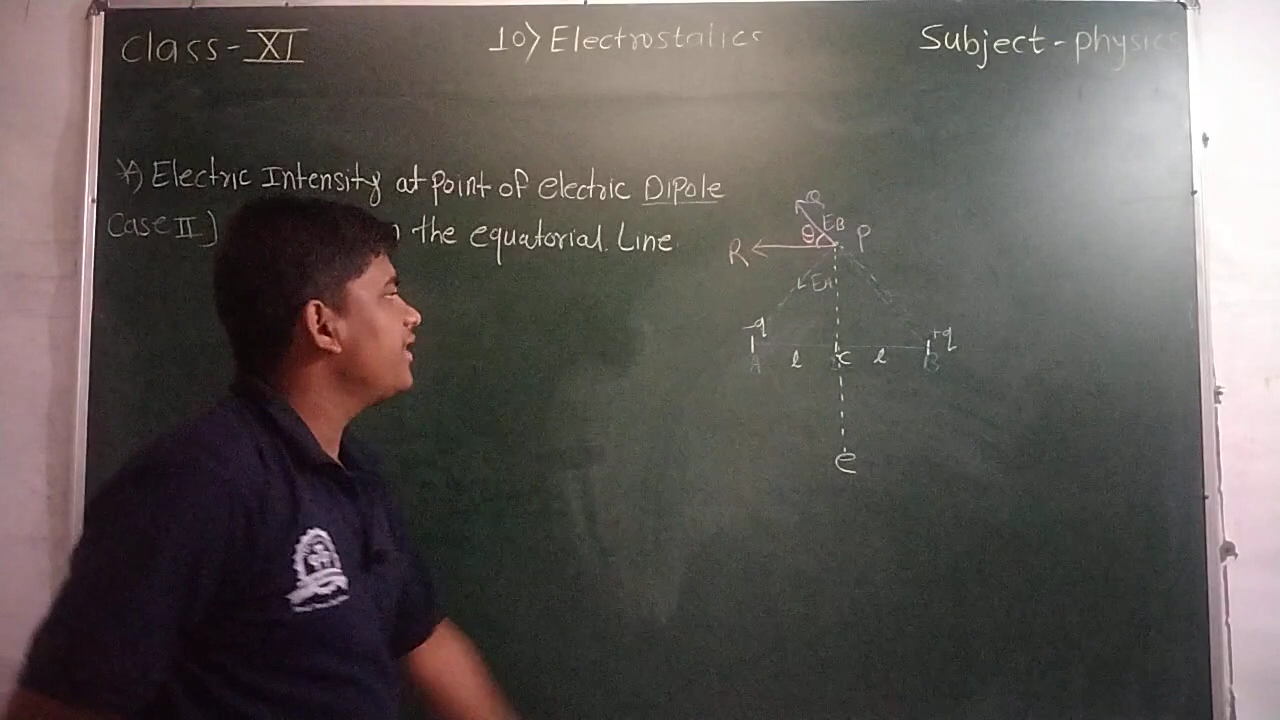 Class - XI
10) Electrostatics
Subject - physics
*) Electric Intensity at point of electric Dipole
Case II) the equatorial Line
Q
EB
θ
P
R
EA
-q
+q
A
l
C
l
B
e